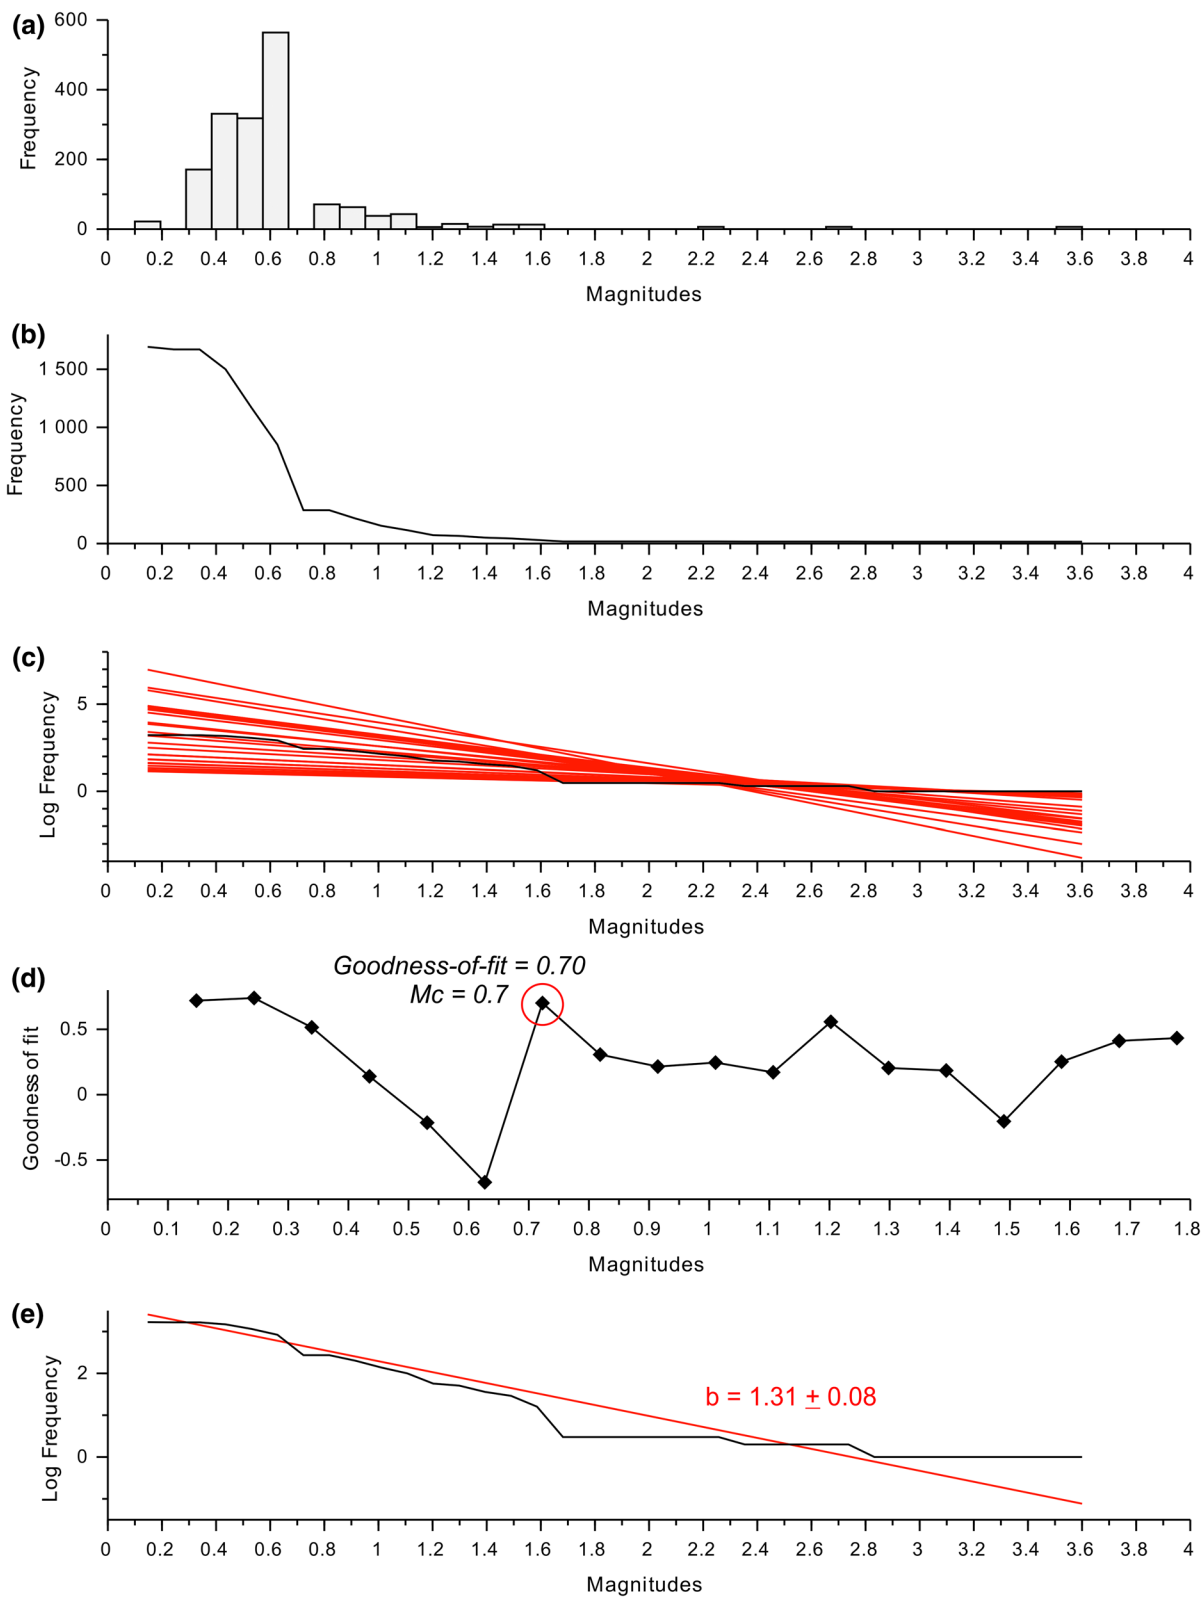 (a)
600
400
200
0
Frequency
0 0.2 0.4 0.6 0.8 1 1.2 1.4 1.6 1.8 2 2.2 2.4 2.6 2.8 3 3.2 3.4 3.6 3.8 4
Magnitudes
(b)
1 500
1 000
500
0
Frequency
0 0.2 0.4 0.6 0.8 1 1.2 1.4 1.6 1.8 2 2.2 2.4 2.6 2.8 3 3.2 3.4 3.6 3.8 4
Magnitudes
(c)
5
0
Log Frequency
0 0.2 0.4 0.6 0.8 1 1.2 1.4 1.6 1.8 2 2.2 2.4 2.6 2.8 3 3.2 3.4 3.6 3.8 4
Magnitudes
(d)
Goodness-of-fit = 0.70
Mc = 0.7
0.5
0
-0.5
Goodness of fit
0 0.1 0.2 0.3 0.4 0.5 0.6 0.7 0.8 0.9 1 1.1 1.2 1.3 1.4 1.5 1.6 1.7 1.8
Magnitudes
(e)
2
0
Log Frequency
b = 1.31 ± 0.08
0 0.2 0.4 0.6 0.8 1 1.2 1.4 1.6 1.8 2 2.2 2.4 2.6 2.8 3 3.2 3.4 3.6 3.8 4
Magnitudes